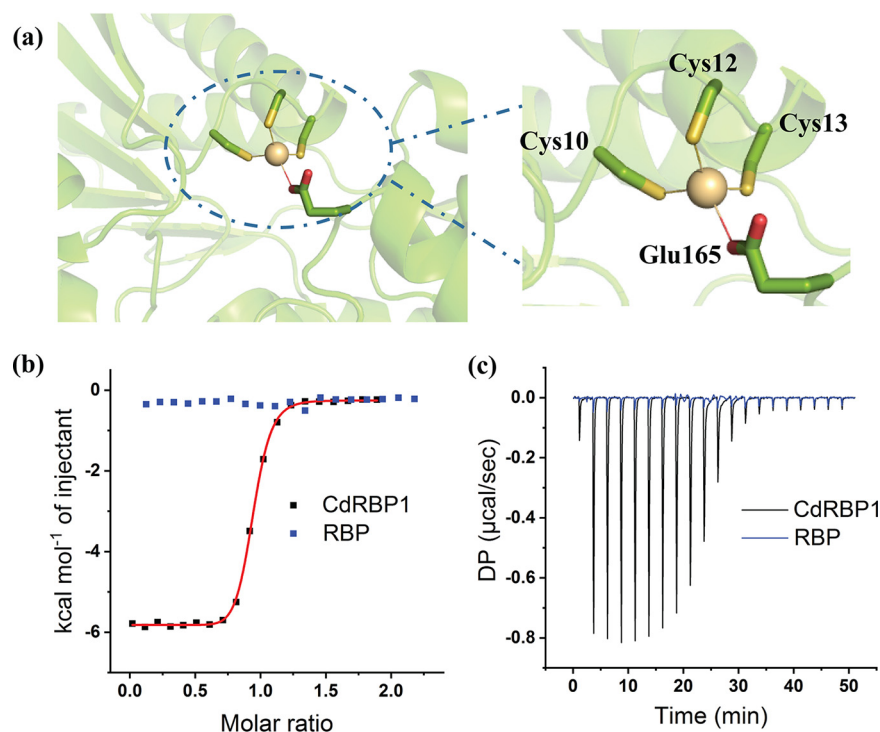 (a)
Cys12
Cys13
Cys10
Glu165
(b)
0
-2
-4
-6
kcal mol⁻¹ of injectant
CdRBP1
RBP
0.0 0.5 1.0 1.5 2.0
Molar ratio
(c)
0.0
-0.2
-0.4
-0.6
-0.8
DP (µcal/sec)
CdRBP1
RBP
0 10 20 30 40 50
Time (min)